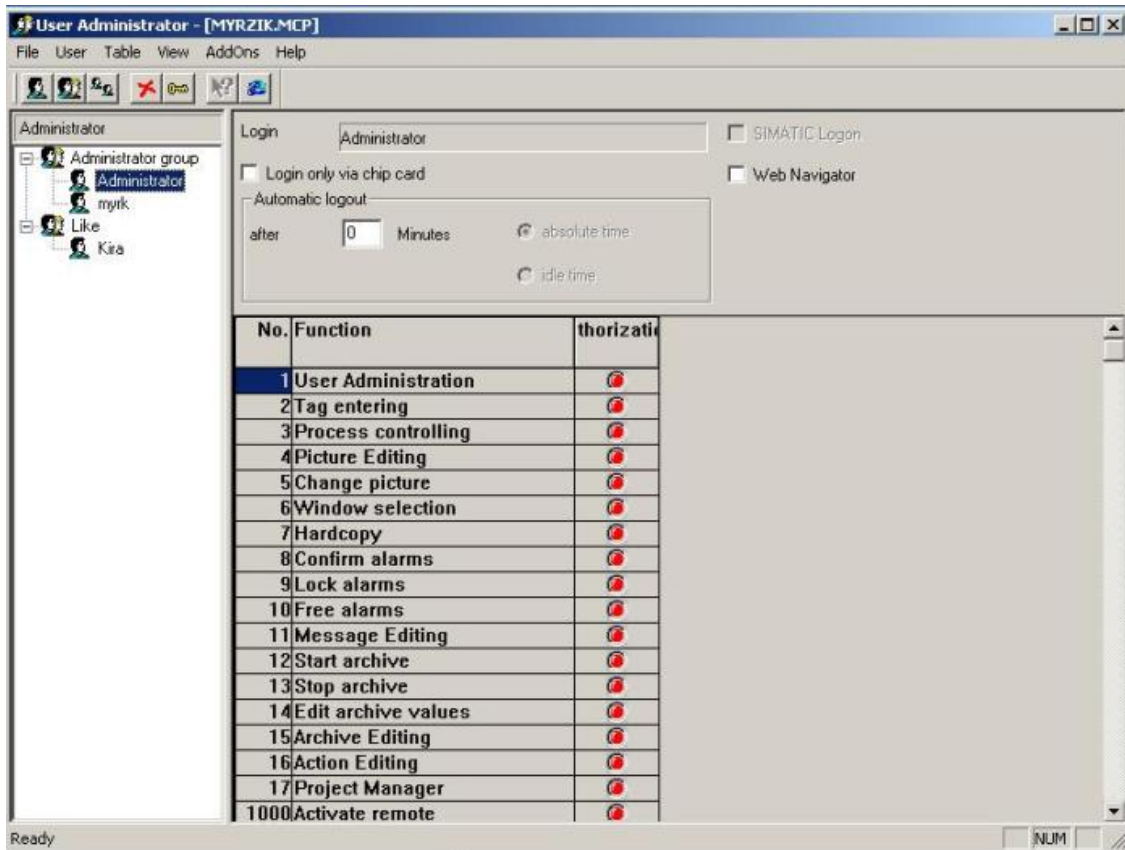 User Administrator - [MYRZIK.MCP]
File User Table View AddOns Help
Administrator
Administrator group
Administrator
myrk
Like
Kira
Login Administrator
SIMATIC Logon
Login only via chip card
Web Navigator
Automatic logout
after 0 Minutes
absolute time
idle time
No. Function thorizati
1 User Administration
2 Tag entering
3 Process controlling
4 Picture Editing
5 Change picture
6 Window selection
7 Hardcopy
8 Confirm alarms
9 Lock alarms
10 Free alarms
11 Message Editing
12 Start archive
13 Stop archive
14 Edit archive values
15 Archive Editing
16 Action Editing
17 Project Manager
1000 Activate remote
Ready NUM